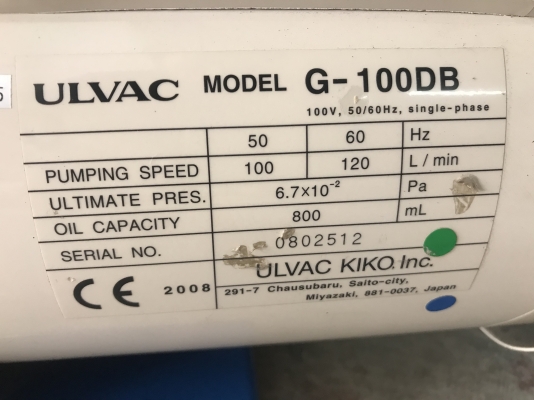 5
ULVAC MODEL G-100DB
100V, 50/60Hz, single-phase
50 60 Hz
PUMPING SPEED 100 120 L / min
ULTIMATE PRES. 6.7×10⁻² Pa
OIL CAPACITY 800 mL
SERIAL NO. 0802512
CE 2008 ULVAC KIKO. Inc.
291-7 Chausubaru, Saito-city,
Miyazaki, 881-0037, Japan